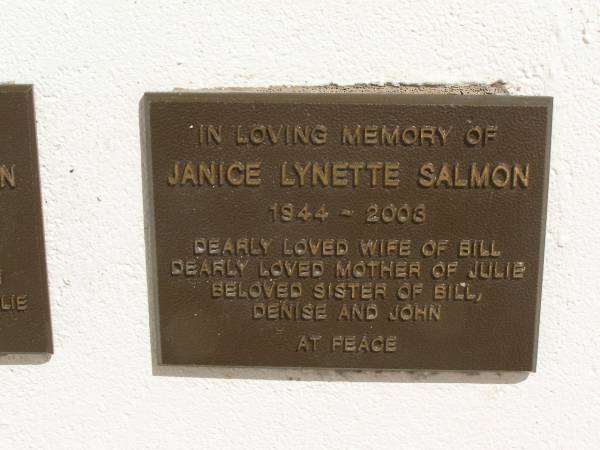 N
LIE
IN LOVING MEMORY OF
JANICE LYNETTE SALMON
1944 ~ 2003
DEARLY LOVED WIFE OF BILL
DEARLY LOVED MOTHER OF JULIE
BELOVED SISTER OF BILL,
DENISE AND JOHN
AT PEACE